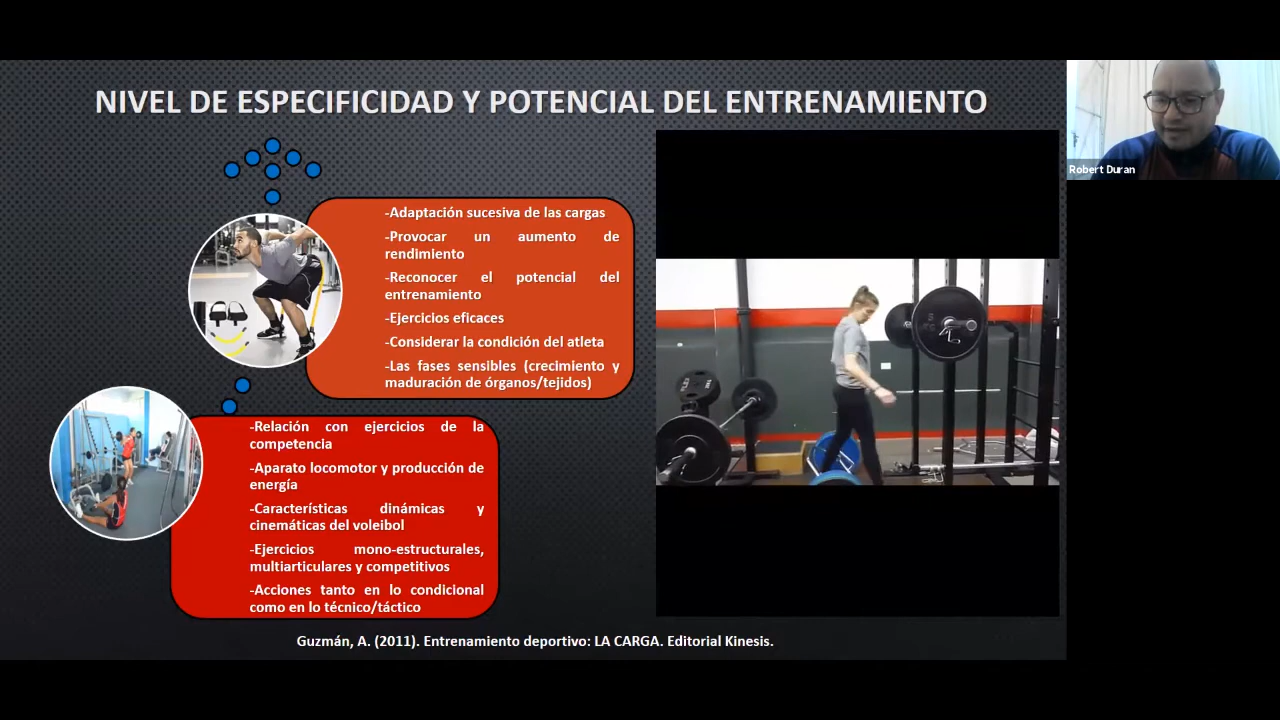 NIVEL DE ESPECIFICIDAD Y POTENCIAL DEL ENTRENAMIENTO
-Adaptación sucesiva de las cargas
-Provocar un aumento de
rendimiento
-Reconocer el potencial del
entrenamiento
-Ejercicios eficaces
-Considerar la condición del atleta
-Las fases sensibles (crecimiento y
maduración de órganos/tejidos)
-Relación con ejercicios de la
competencia
-Aparato locomotor y producción de
energía
-Características dinámicas y
cinemáticas del voleibol
-Ejercicios mono-estructurales,
multiarticulares y competitivos
-Acciones tanto en lo condicional
como en lo técnico/táctico
Guzmán, A. (2011). Entrenamiento deportivo: LA CARGA. Editorial Kinesis.
Robert Duran